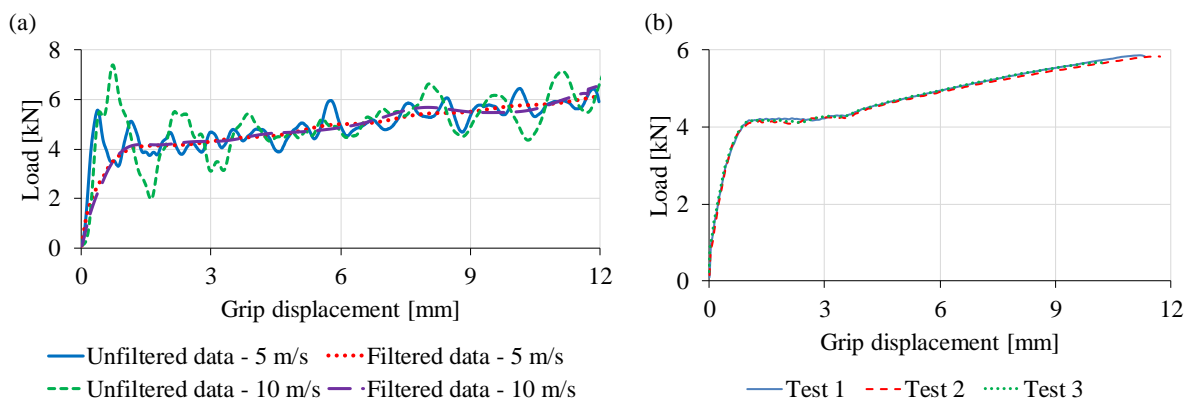 (a)
8
6
4
2
0
Load [kN]
0 3 6 9 12
Grip displacement [mm]
Unfiltered data - 5 m/s Filtered data - 5 m/s
Unfiltered data - 10 m/s Filtered data - 10 m/s
(b)
6
4
2
0
Load [kN]
0 3 6 9 12
Grip displacement [mm]
Test 1 Test 2 Test 3